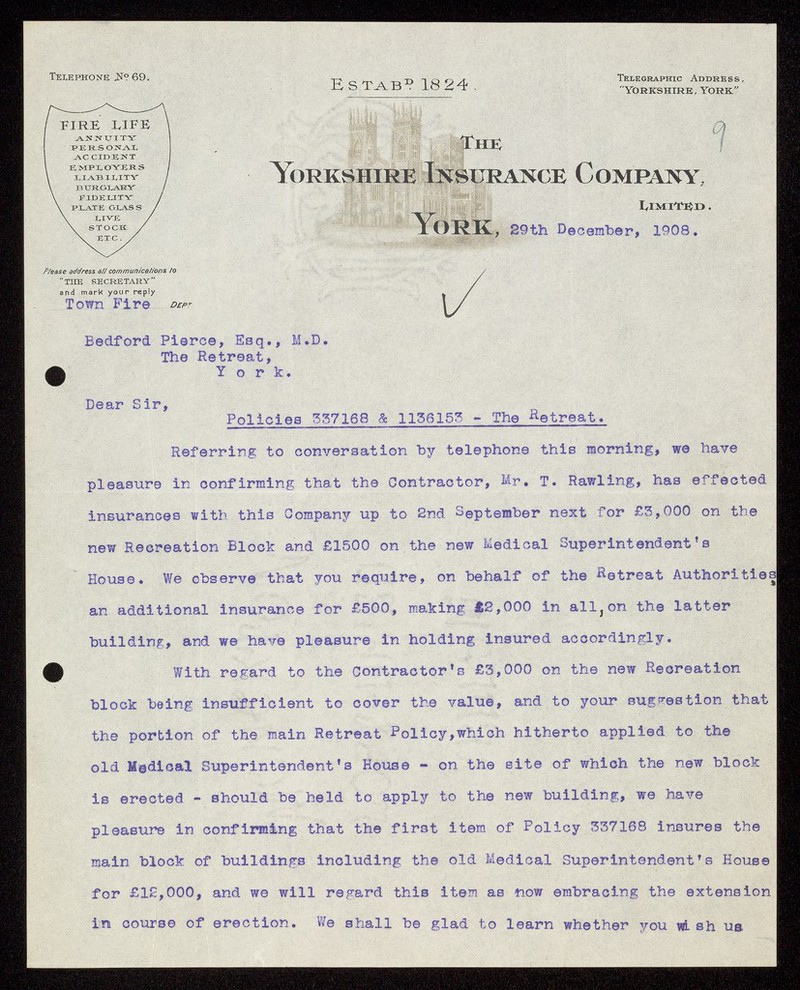 Telephone No 69.
Estabd 1824.
Telegraphic Address,
"Yorkshire, York"
FIRE LIFE
ANNUITY
PERSONAL
ACCIDENT
EMPLOYERS
LIABILITY
BURGLARY
FIDELITY
PLATE GLASS
LIVE
STOCK
ETC.
9
The
Yorkshire Insurance Company,
Limited.
York, 29th December, 1908.
Please address all communications to
"THE SECRETARY"
and mark your reply
Town Fire DEPT
Bedford Pierce, Esq., M.D.
The Retreat,
Y o r k.
Dear Sir,
Policies 337168 & 1136153 - The Retreat.
Referring to conversation by telephone this morning, we have
pleasure in confirming that the Contractor, Mr. T. Rawling, has effected
insurances with this Company up to 2nd September next for £3,000 on the
new Recreation Block and £1500 on the new Medical Superintendent's
House. We observe that you require, on behalf of the Retreat Authorities,
an additional insurance for £500, making £2,000 in all, on the latter
building, and we have pleasure in holding insured accordingly.
With regard to the Contractor's £3,000 on the new Recreation
block being insufficient to cover the value, and to your suggestion that
the portion of the main Retreat Policy,which hitherto applied to the
old Medical Superintendent's House - on the site of which the new block
is erected - should be held to apply to the new building, we have
pleasure in confirming that the first item of Policy 337168 insures the
main block of buildings including the old Medical Superintendent's House
for £12,000, and we will regard this item as now embracing the extension
in course of erection. We shall be glad to learn whether you wish us